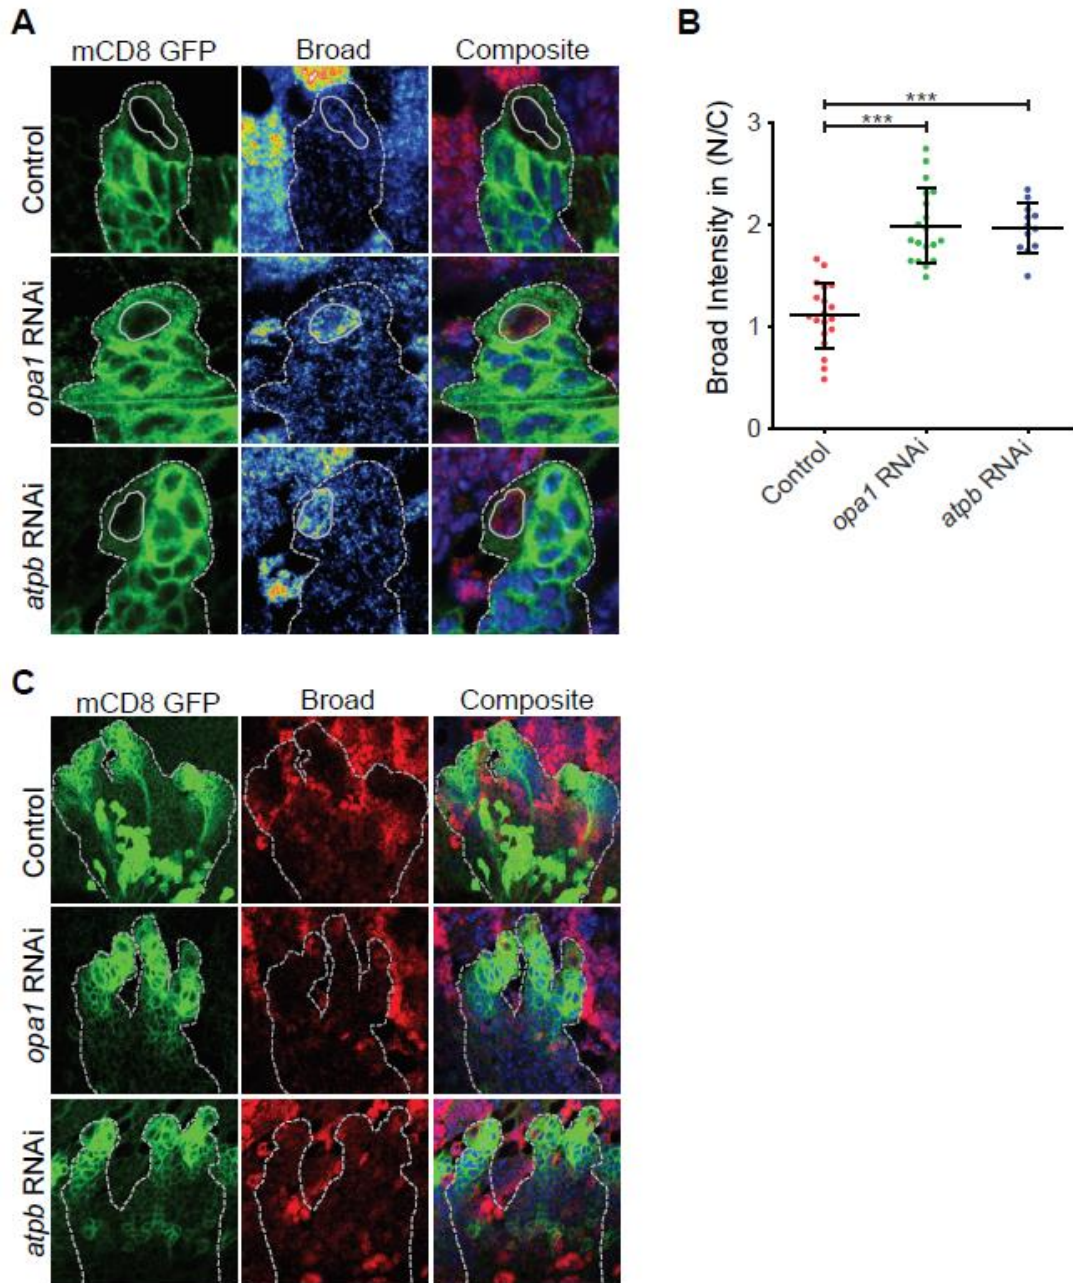 A
mCD8 GFP Broad Composite
Control
opa1 RNAi
atpb RNAi
B
Broad Intensity in (N/C)
3
2
1
0
***
***
Control
opa1 RNAi
atpb RNAi
C
mCD8 GFP Broad Composite
Control
opa1 RNAi
atpb RNAi